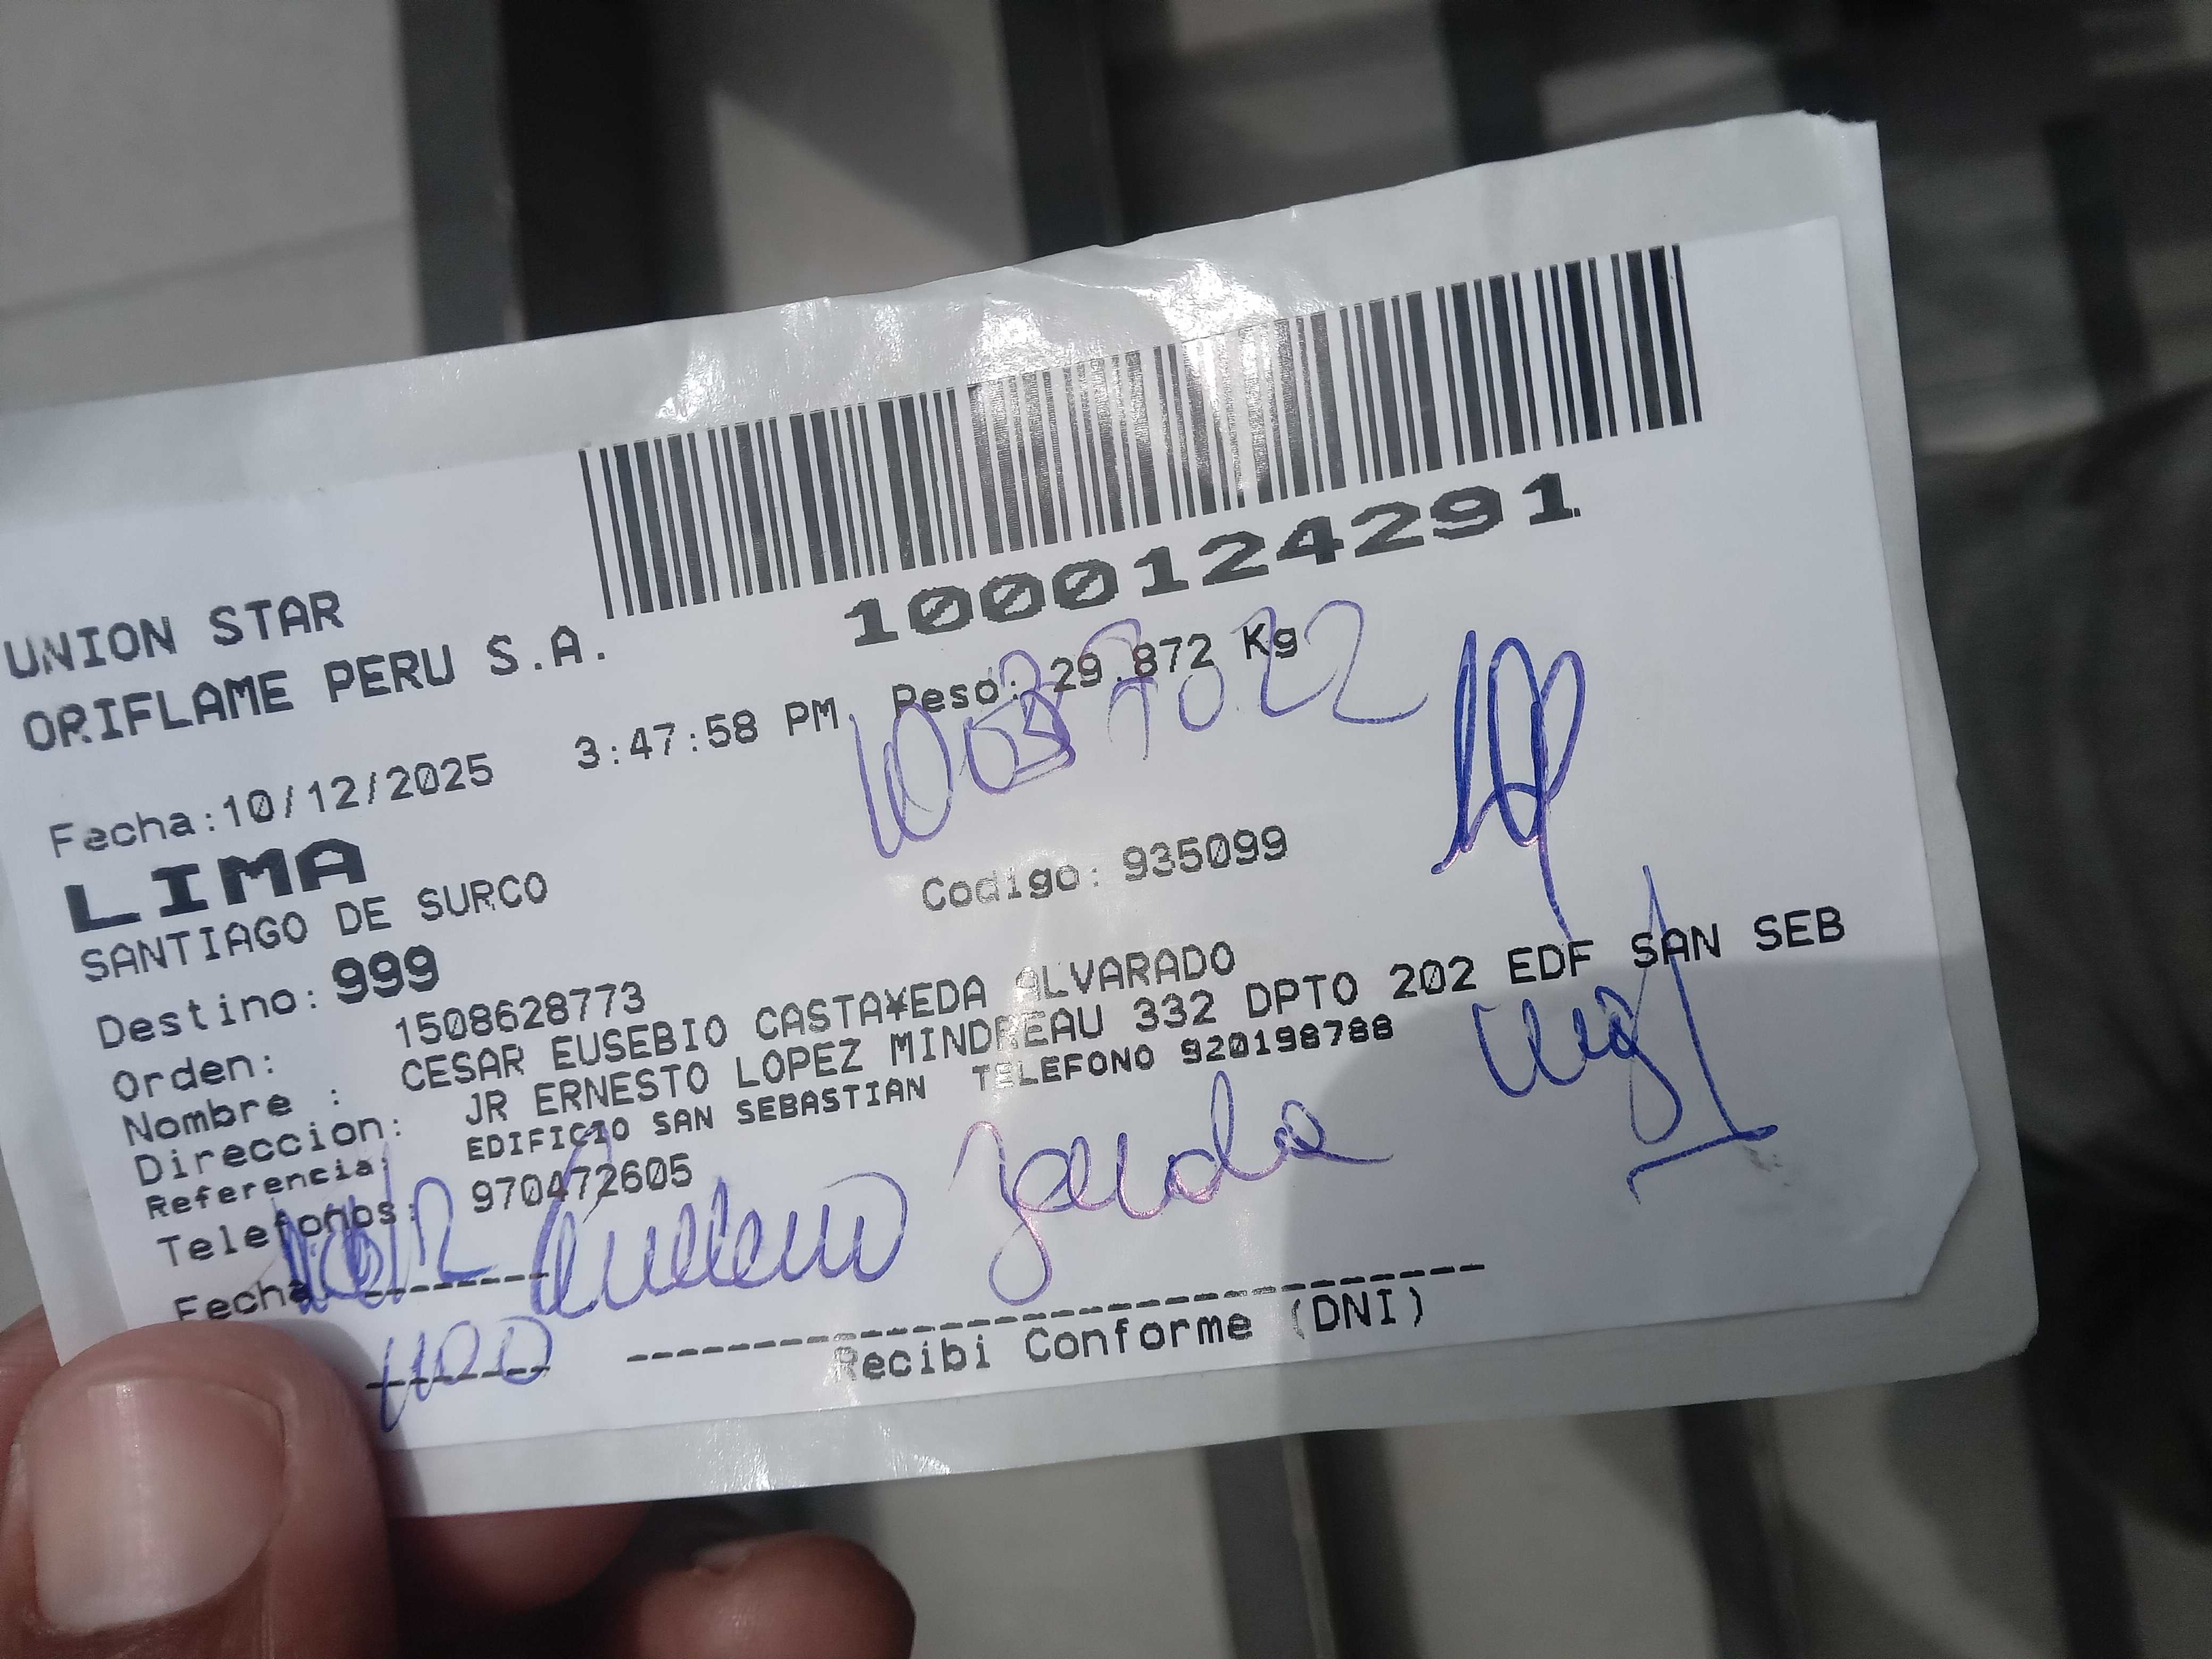 1000124291
UNION STAR
ORIFLAME PERU S.A.
Fecha:10/12/2025 3:47:58 PM Peso: 29.872 Kg
LIMA
SANTIAGO DE SURCO Codigo: 935099
Destino: 999
Orden: 1508628773
Nombre : CESAR EUSEBIO CASTA¥EDA ALVARADO
Direccion: JR ERNESTO LOPEZ MINDREAU 332 DPTO 202 EDF SAN SEB
Referencia: EDIFICIO SAN SEBASTIAN TELEFONO 920198788
Telefonos: 970472605
Fecha
Recibi Conforme (DNI)